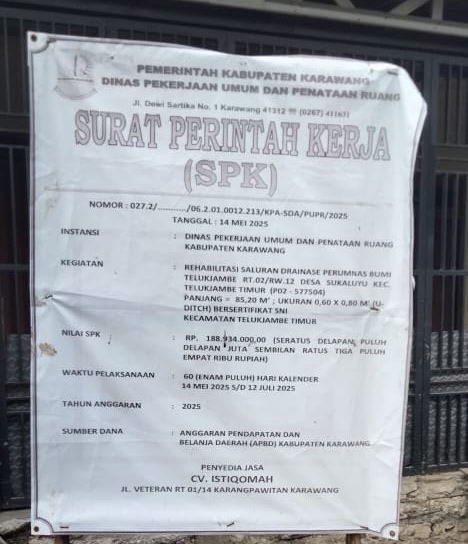 PEMERINTAH KABUPATEN KARAWANG
DINAS PEKERJAAN UMUM DAN PENATAAN RUANG
Jl. Dewi Sartika No. 1 Karawang 41312 ☎ (0267) 411631
SURAT PERINTAH KERJA
(SPK)
NOMOR : 027.2/.........../06.2.01.0012.213/KPA-SDA/PUPR/2025
TANGGAL : 14 MEI 2025
INSTANSI : DINAS PEKERJAAN UMUM DAN PENATAAN RUANG
KABUPATEN KARAWANG
KEGIATAN : REHABILITASI SALURAN DRAINASE PERUMNAS BUMI
TELUKJAMBE RT.02/RW.12 DESA SUKALUYU KEC.
TELUKJAMBE TIMUR (P02 - 577504)
PANJANG = 85,20 M' ; UKURAN 0,60 X 0,80 M' (U-
DITCH) BERSERTIFIKAT SNI
KECAMATAN TELUKJAMBE TIMUR
NILAI SPK : RP. 188.934.000,00 (SERATUS DELAPAN PULUH
DELAPAN JUTA SEMBILAN RATUS TIGA PULUH
EMPAT RIBU RUPIAH)
WAKTU PELAKSANAAN : 60 (ENAM PULUH) HARI KALENDER
14 MEI 2025 S/D 12 JULI 2025
TAHUN ANGGARAN : 2025
SUMBER DANA : ANGGARAN PENDAPATAN DAN
BELANJA DAERAH (APBD) KABUPATEN KARAWANG
PENYEDIA JASA
CV. ISTIQOMAH
JL. VETERAN RT 01/14 KARANGPAWITAN KARAWANG